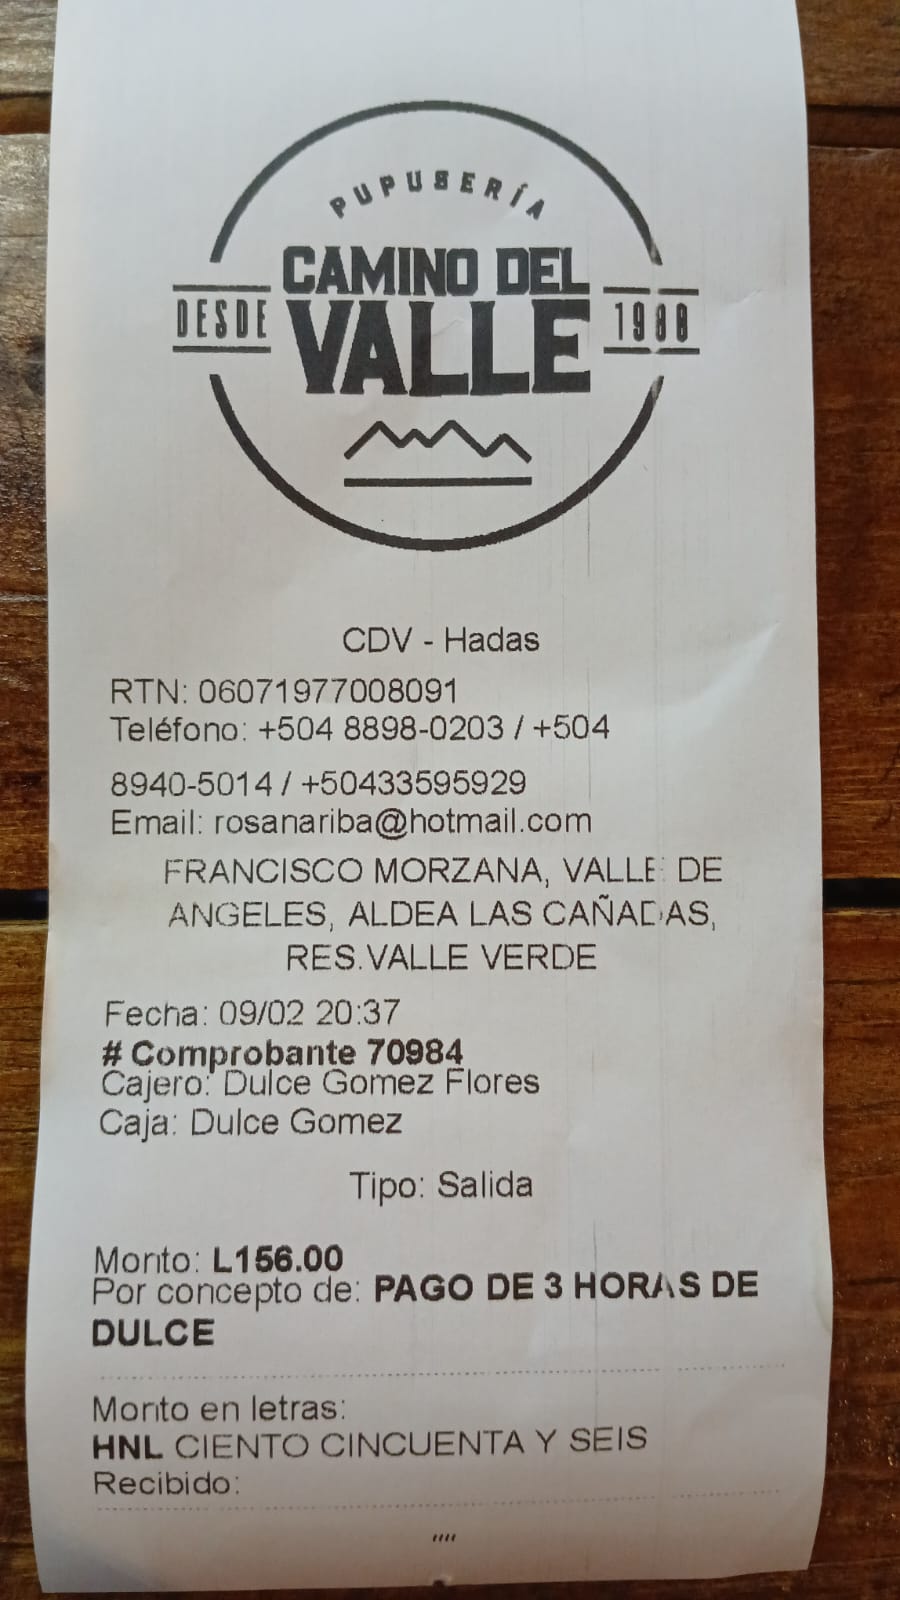 PUPUSERÍA
CAMINO DEL
DESDE VALLE 1988
CDV - Hadas
RTN: 06071977008091
Teléfono: +504 8898-0203 / +504
8940-5014 / +50433595929
Email: rosanariba@hotmail.com
FRANCISCO MORZANA, VALLE DE
ANGELES, ALDEA LAS CAÑADAS,
RES.VALLE VERDE
Fecha: 09/02 20:37
# Comprobante 70984
Cajero: Dulce Gomez Flores
Caja: Dulce Gomez
Tipo: Salida
Monto: L156.00
Por concepto de: PAGO DE 3 HORAS DE
DULCE
Monto en letras:
HNL CIENTO CINCUENTA Y SEIS
Recibido:
,,,,